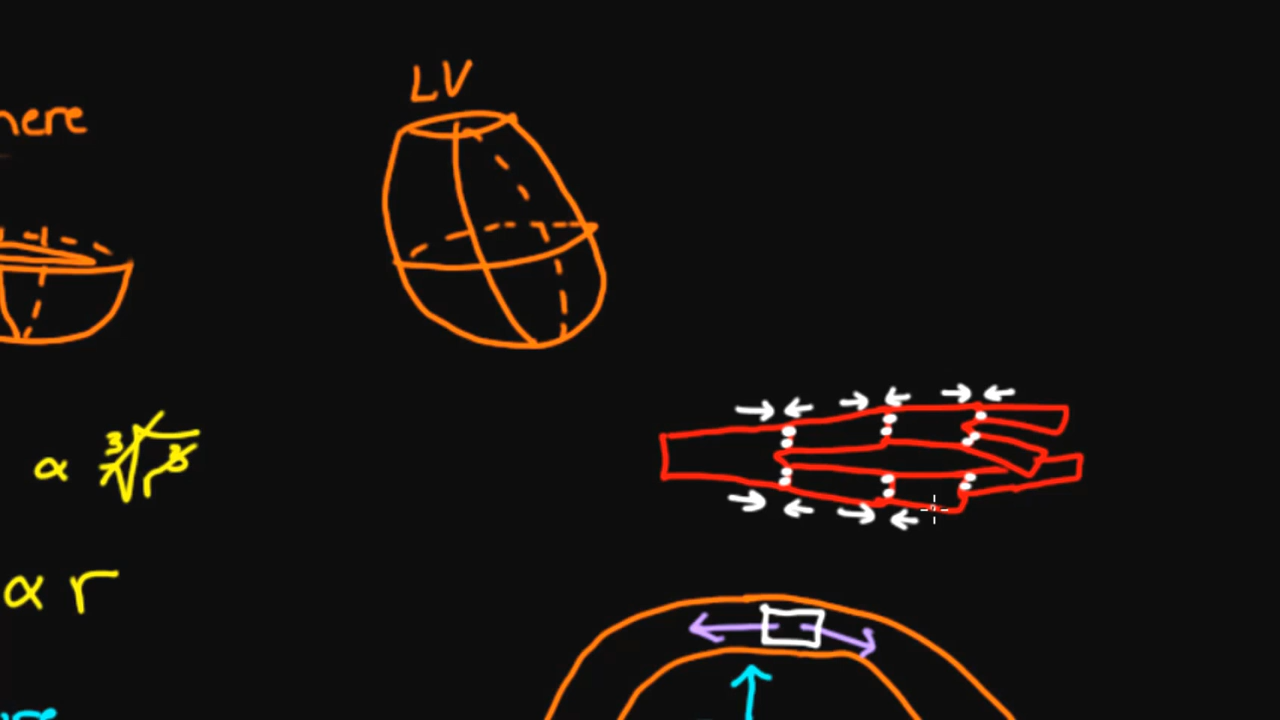 LV
here
∝ ∛r³
∝ r